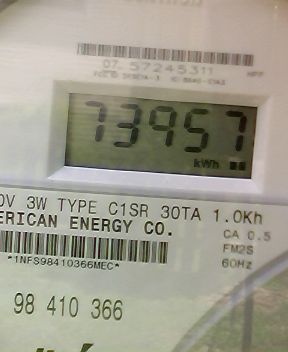 07 57245311
73957
kWh
0V 3W TYPE C1SR 30TA 1.0Kh
ERICAN ENERGY CO.
CA 0.5
FM2S
*1NFS98410366MEC*
60Hz
98 410 366